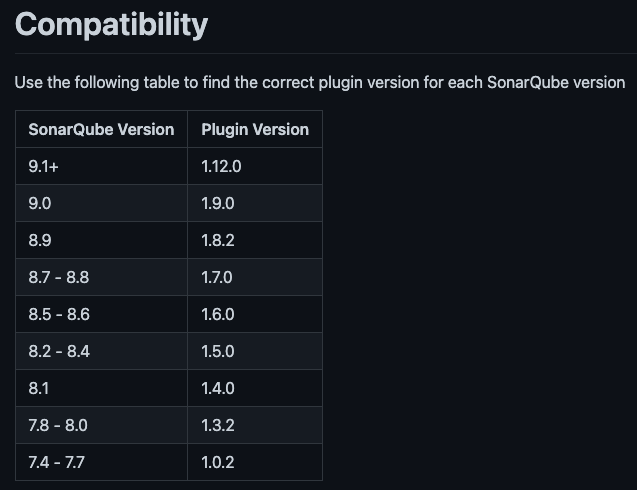 Compatibility
Use the following table to find the correct plugin version for each SonarQube version
SonarQube Version Plugin Version
9.1+ 1.12.0
9.0 1.9.0
8.9 1.8.2
8.7 - 8.8 1.7.0
8.5 - 8.6 1.6.0
8.2 - 8.4 1.5.0
8.1 1.4.0
7.8 - 8.0 1.3.2
7.4 - 7.7 1.0.2